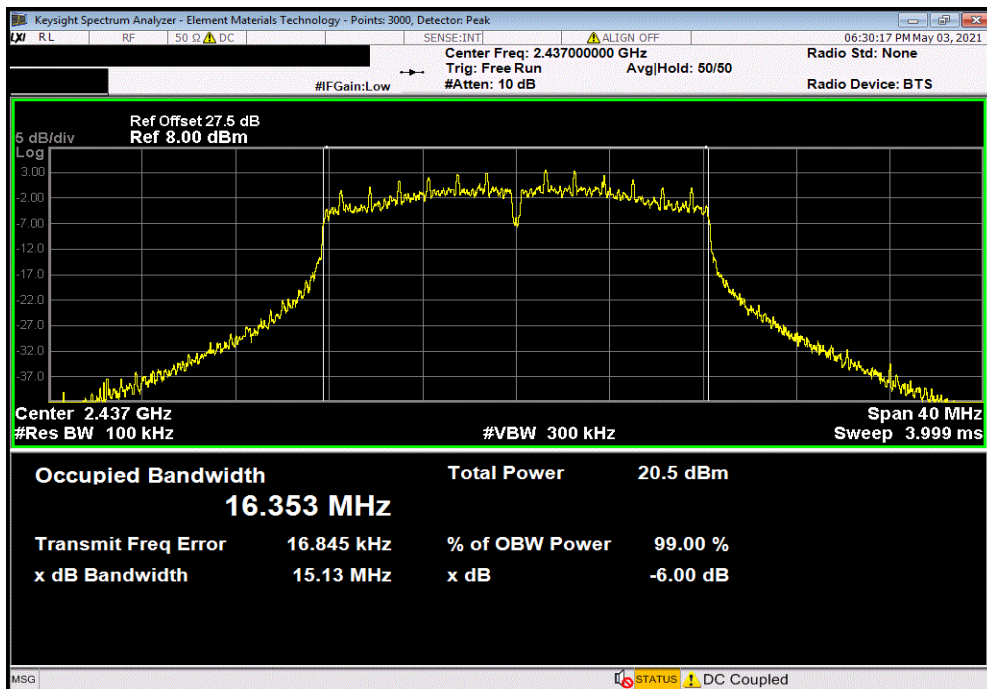 Keysight Spectrum Analyzer - Element Materials Technology - Points: 3000, Detector: Peak
LXI RL RF 50 Ω DC SENSE:INT ALIGN OFF 06:30:17 PM May 03, 2021
Center Freq: 2.437000000 GHz Radio Std: None
Trig: Free Run Avg|Hold: 50/50
#IFGain:Low #Atten: 10 dB Radio Device: BTS
Ref Offset 27.5 dB
5 dB/div Ref 8.00 dBm
Log
3.00
-2.00
-7.00
-12.0
-17.0
-22.0
-27.0
-32.0
-37.0
Center 2.437 GHz Span 40 MHz
#Res BW 100 kHz #VBW 300 kHz Sweep 3.999 ms
Occupied Bandwidth Total Power 20.5 dBm
16.353 MHz
Transmit Freq Error 16.845 kHz % of OBW Power 99.00 %
x dB Bandwidth 15.13 MHz x dB -6.00 dB
MSG STATUS DC Coupled